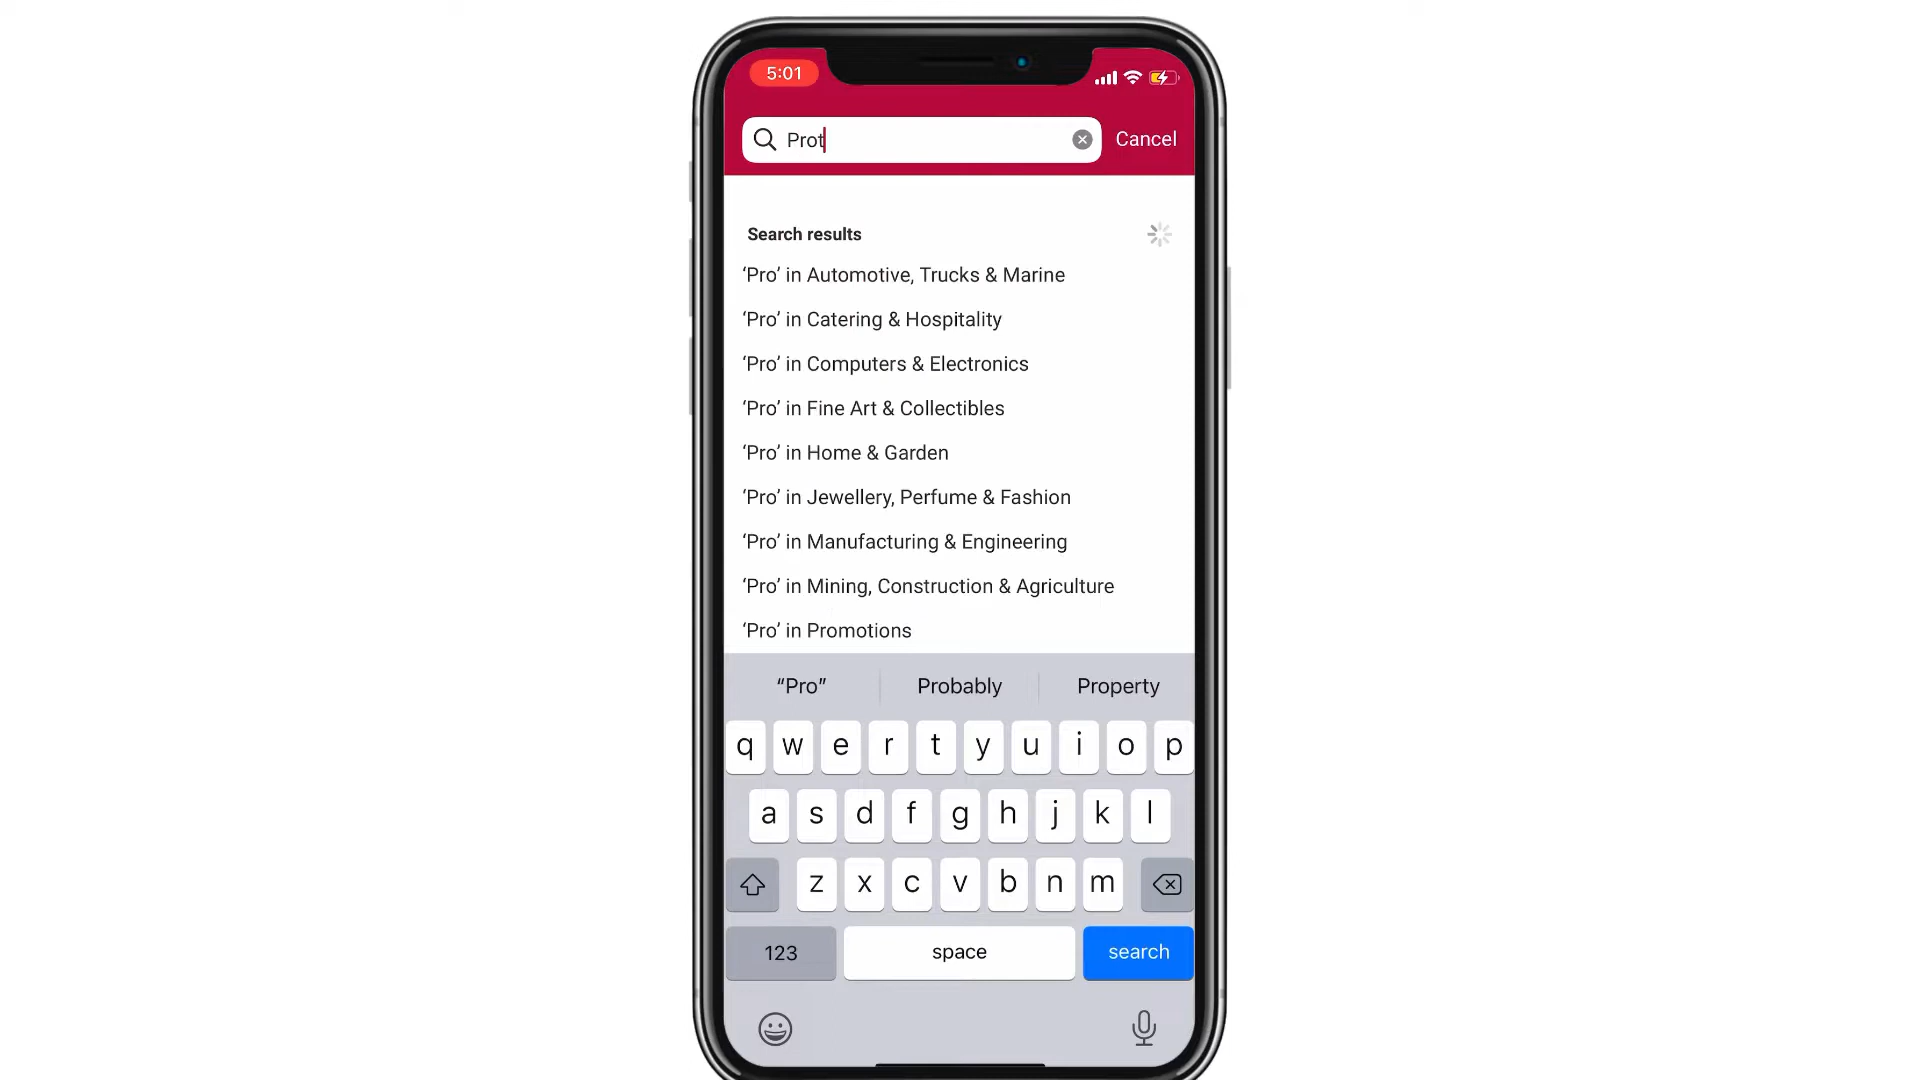 5:01
Prot
Cancel
Search results
‘Pro’ in Automotive, Trucks & Marine
‘Pro’ in Catering & Hospitality
‘Pro’ in Computers & Electronics
‘Pro’ in Fine Art & Collectibles
‘Pro’ in Home & Garden
‘Pro’ in Jewellery, Perfume & Fashion
‘Pro’ in Manufacturing & Engineering
‘Pro’ in Mining, Construction & Agriculture
‘Pro’ in Promotions
“Pro” Probably Property
q w e r t y u i o p
a s d f g h j k l
z x c v b n m
123 space search